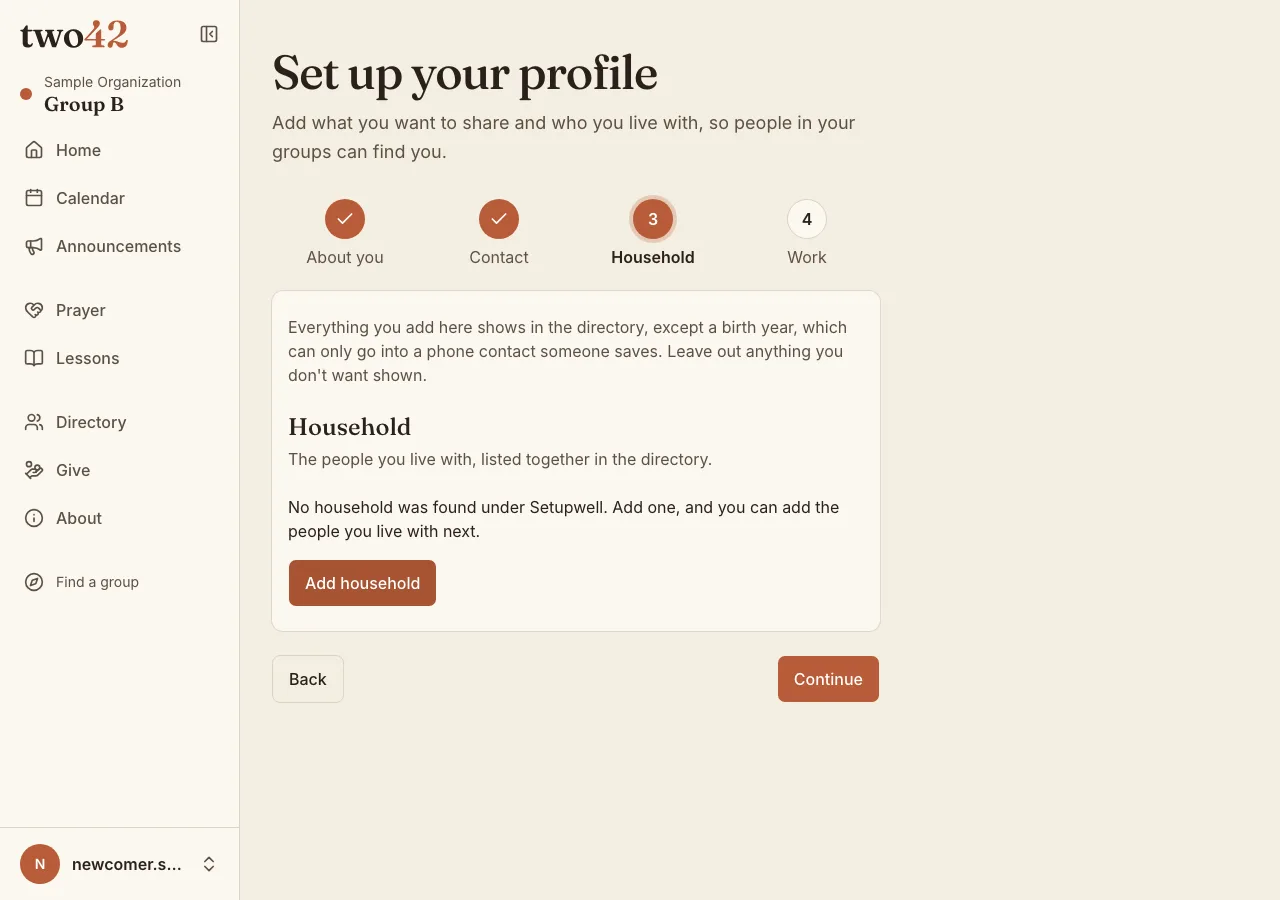 two42
Sample Organization
Group B
Home
Calendar
Announcements
Prayer
Lessons
Directory
Give
About
Find a group
N
newcomer.s...
Set up your profile
Add what you want to share and who you live with, so people in your
groups can find you.
3
4
About you
Contact
Household
Work
Everything you add here shows in the directory, except a birth year, which
can only go into a phone contact someone saves. Leave out anything you
don't want shown.
Household
The people you live with, listed together in the directory.
No household was found under Setupwell. Add one, and you can add the
people you live with next.
Add household
Back
Continue